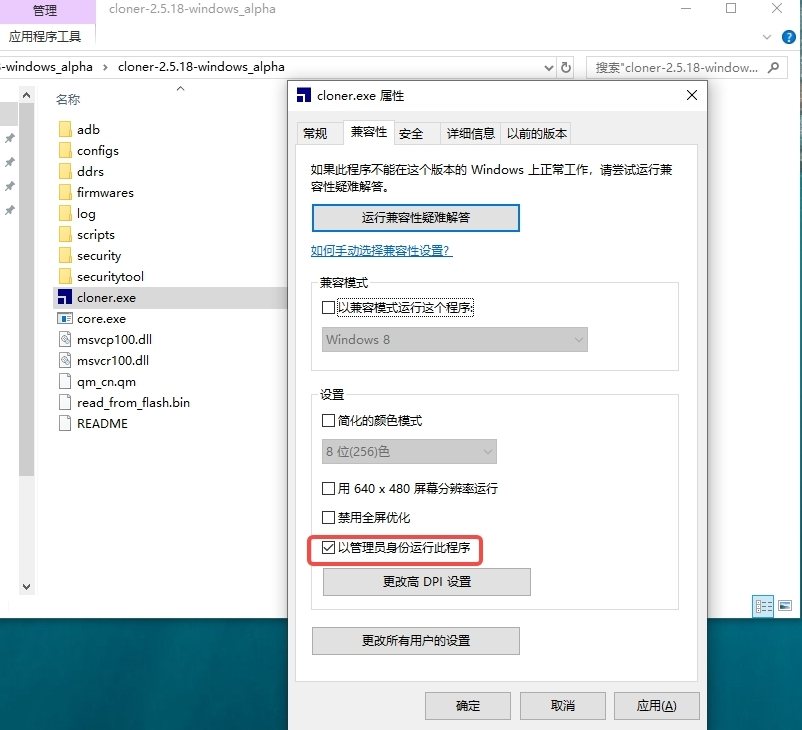 管理
cloner-2.5.18-windows_alpha
应用程序工具
-windows_alpha › cloner-2.5.18-windows_alpha
搜索"cloner-2.5.18-window...
名称
adb
configs
ddrs
firmwares
log
scripts
security
securitytool
cloner.exe
core.exe
msvcp100.dll
msvcr100.dll
qm_cn.qm
read_from_flash.bin
README
cloner.exe 属性
常规
兼容性
安全
详细信息
以前的版本
如果此程序不能在这个版本的 Windows 上正常工作，请尝试运行兼
容性疑难解答。
运行兼容性疑难解答
如何手动选择兼容性设置?
兼容模式
以兼容模式运行这个程序:
Windows 8
设置
简化的颜色模式
8 位(256)色
用 640 x 480 屏幕分辨率运行
禁用全屏优化
以管理员身份运行此程序
更改高 DPI 设置
更改所有用户的设置
确定
取消
应用(A)